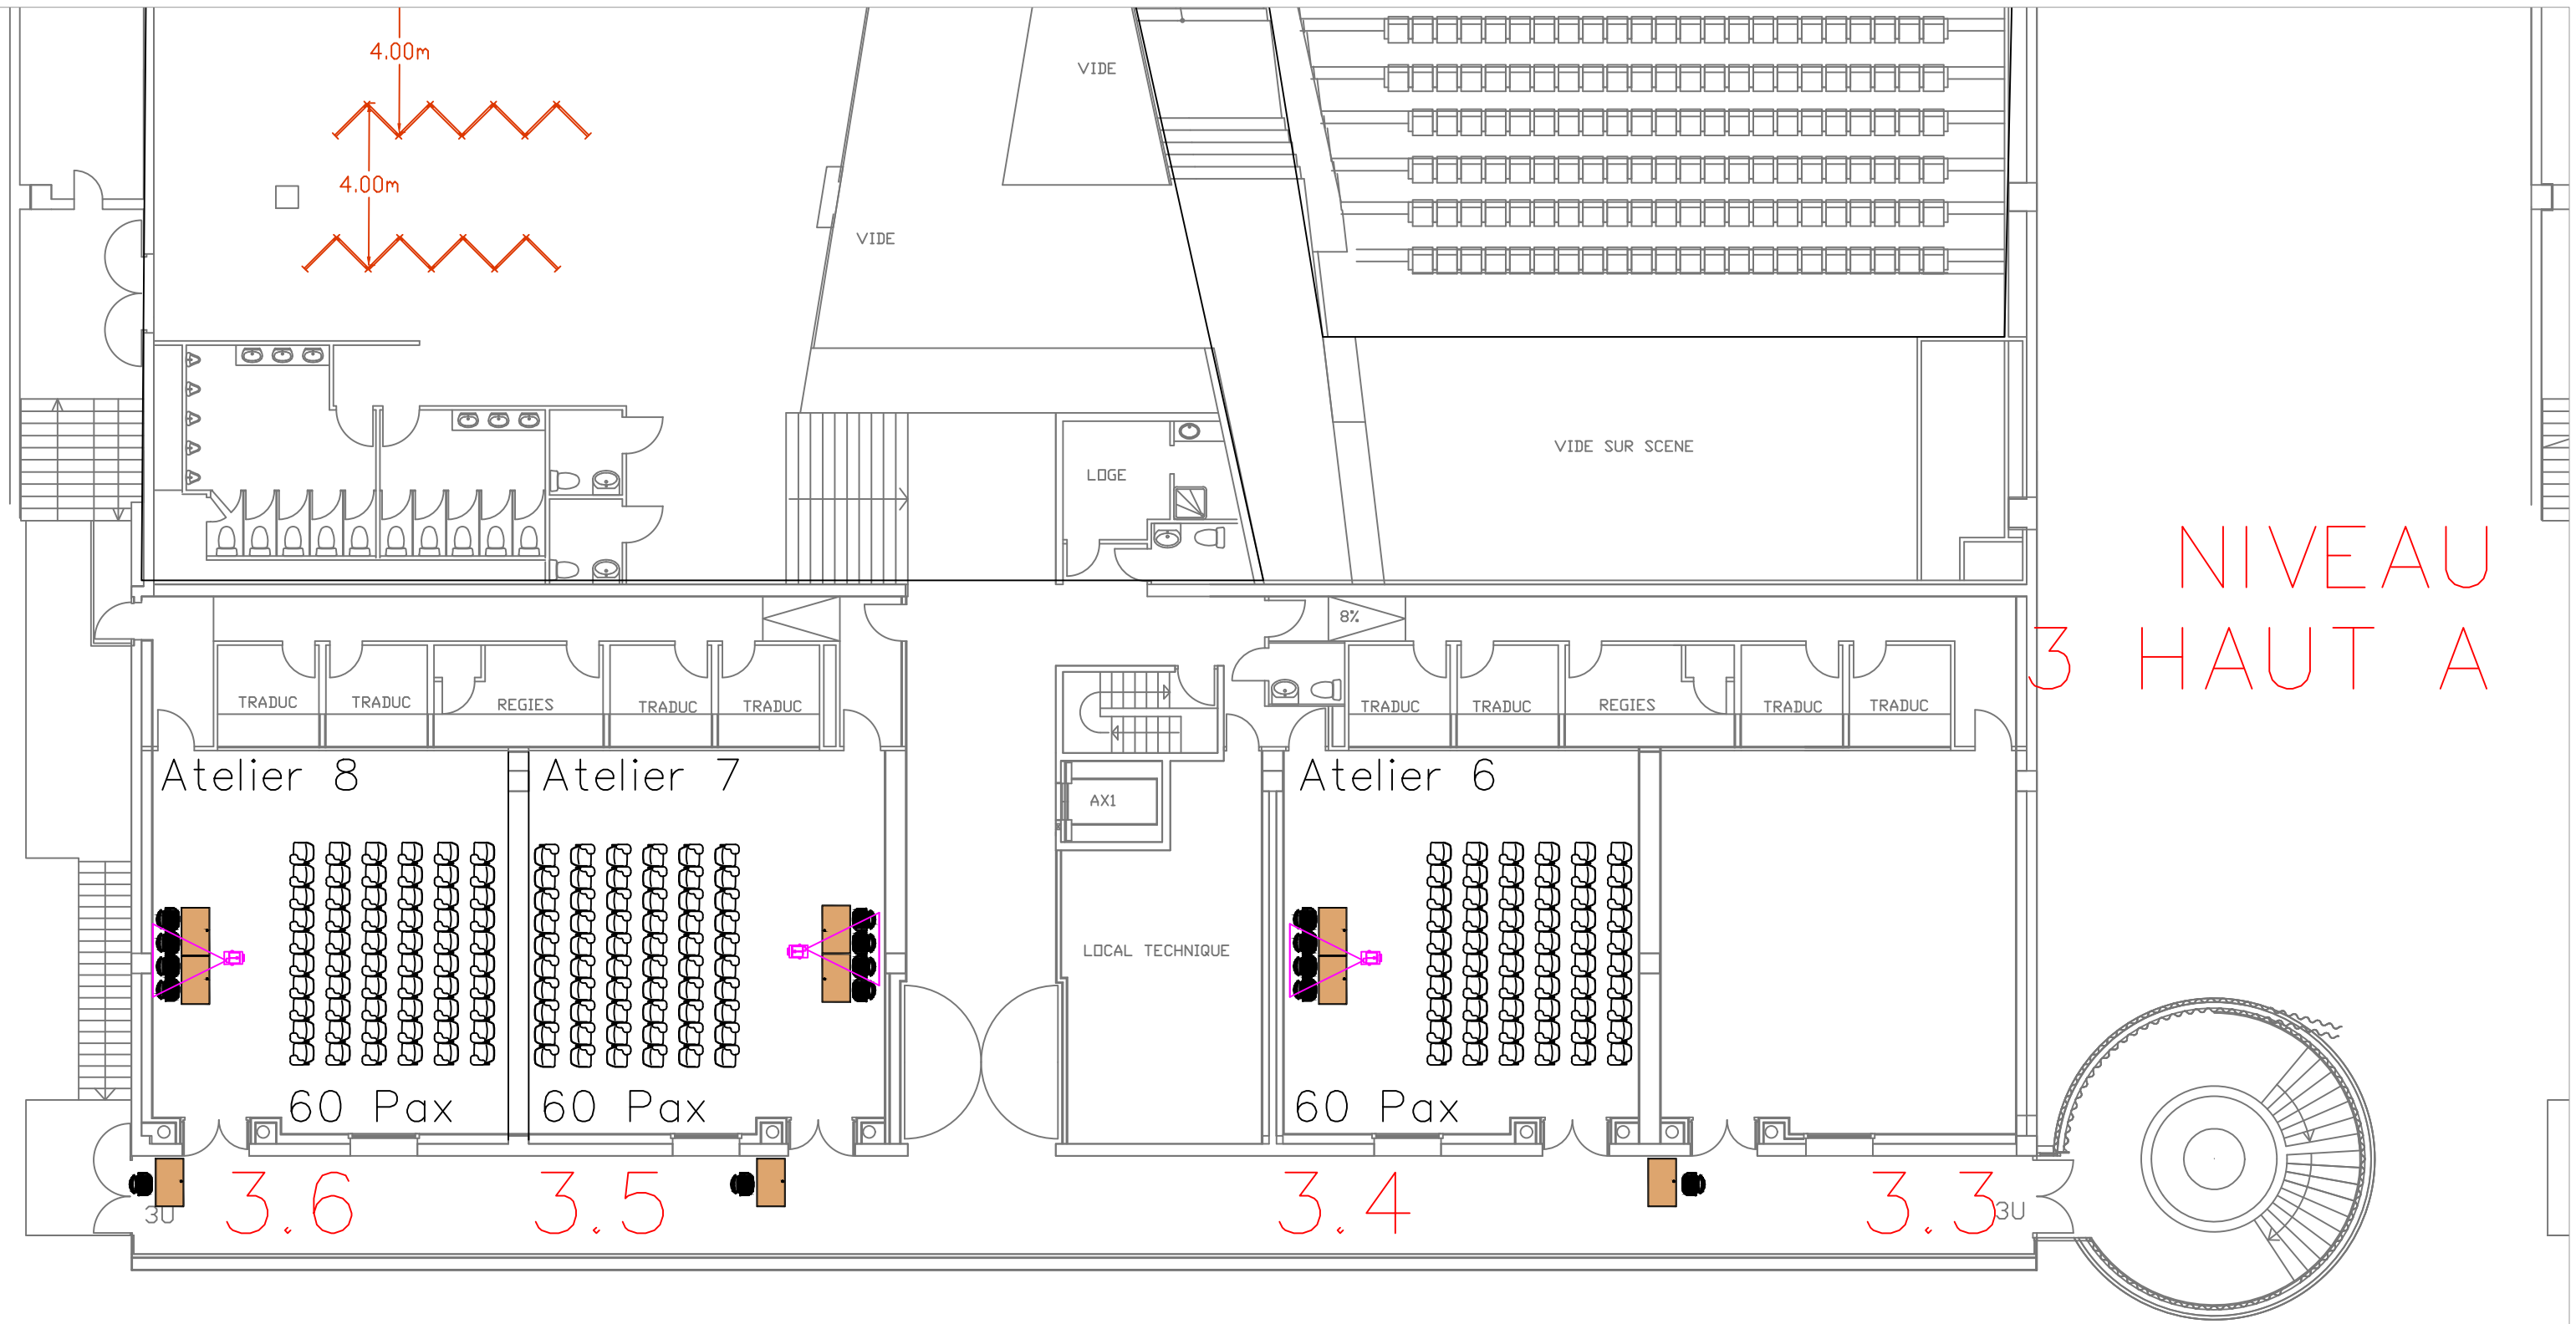 4.00m
VIDE
4.00m
VIDE
VIDE SUR SCENE
LOGE
NIVEAU
3 HAUT A
8%
TRADUC
TRADUC
REGIES
TRADUC
TRADUC
TRADUC
TRADUC
REGIES
TRADUC
TRADUC
Atelier 8
Atelier 7
Atelier 6
AX1
LOCAL TECHNIQUE
60 Pax
60 Pax
60 Pax
3.6
3.5
3.4
3.3
3U
3U